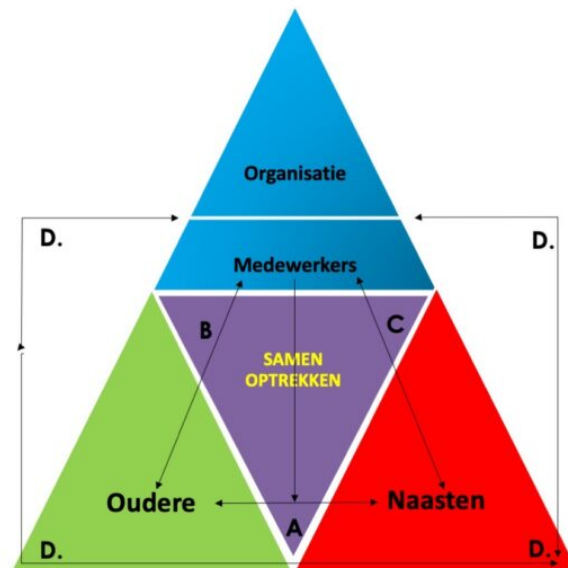 Organisatie
D.
D.
Medewerkers
B
C
SAMEN
OPTREKKEN
Oudere
Naasten
A
D.
D.